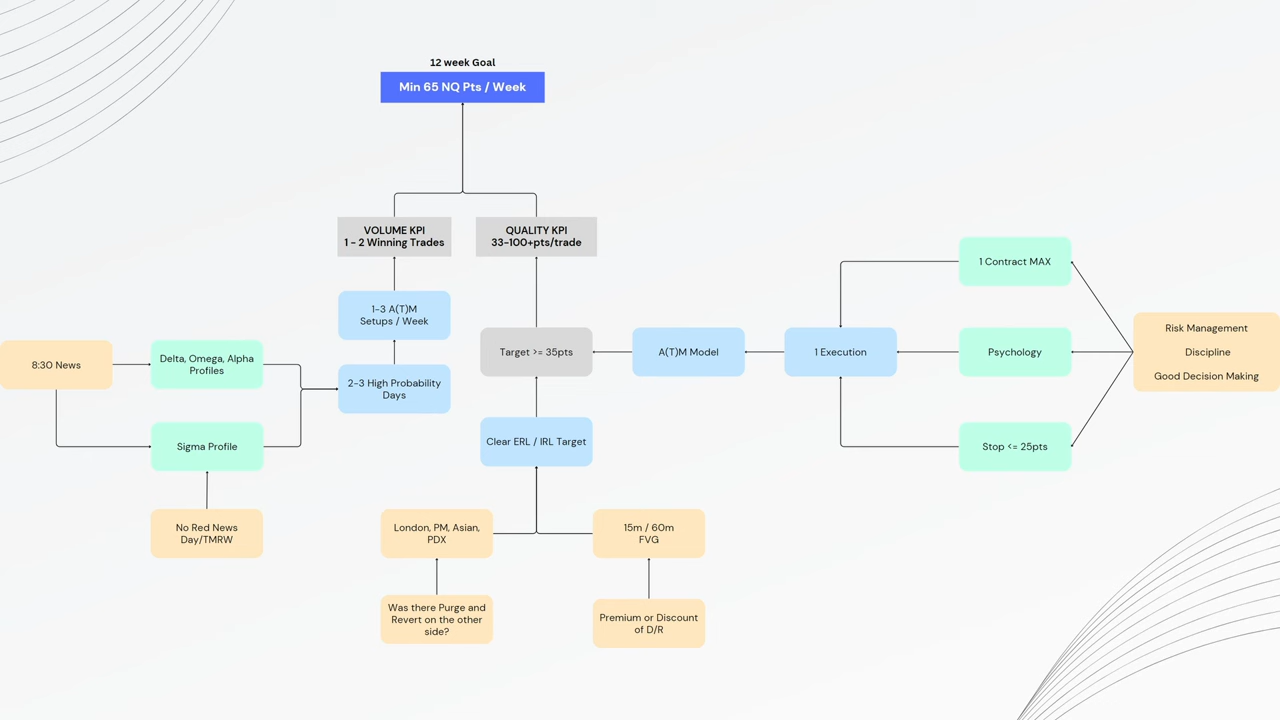 12 week Goal
Min 65 NQ Pts / Week
VOLUME KPI
1 - 2 Winning Trades
QUALITY KPI
33-100+pts/trade
1 Contract MAX
1-3 A(T)M
Setups / Week
Risk Management
Discipline
Good Decision Making
8:30 News
Delta, Omega, Alpha
Profiles
2-3 High Probability
Days
Target >= 35pts
A(T)M Model
1 Execution
Psychology
Sigma Profile
Clear ERL / IRL Target
Stop <= 25pts
No Red News
Day/TMRW
London, PM, Asian,
PDX
15m / 60m
FVG
Was there Purge and
Revert on the other
side?
Premium or Discount
of D/R